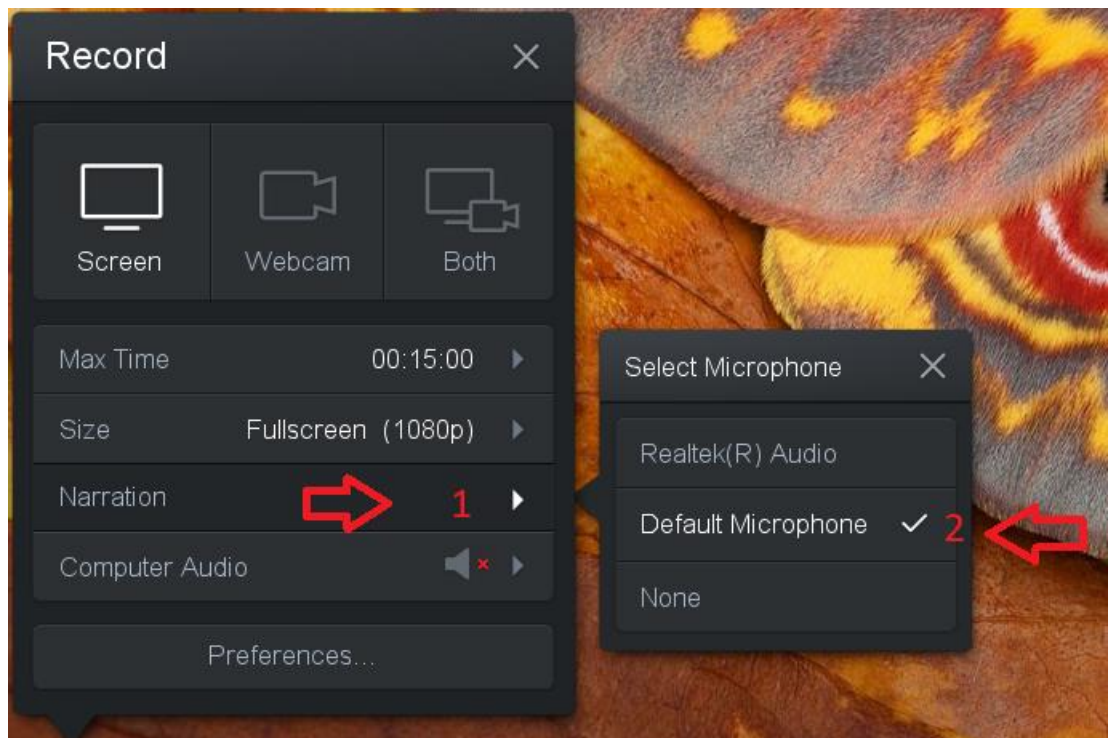 Record
Screen Webcam Both
Max Time 00:15:00
Size Fullscreen (1080p)
Narration 1
Computer Audio
Preferences...
Select Microphone
Realtek(R) Audio
Default Microphone 2
None